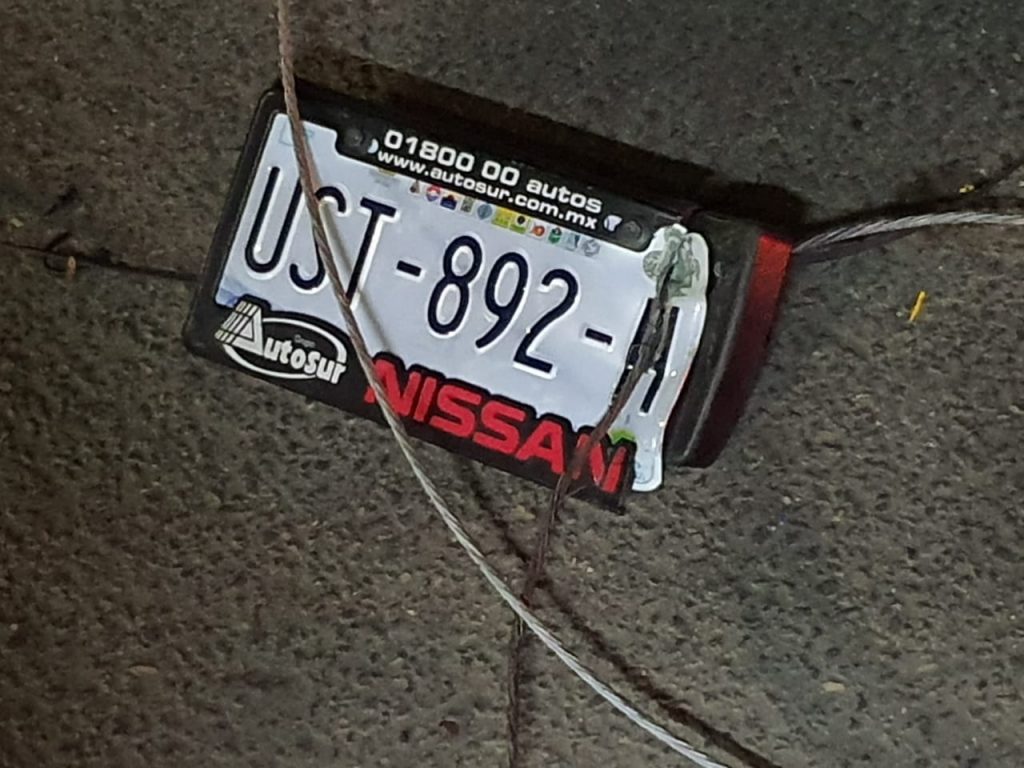 01800 00 autos
www.autosur.com.mx
UST-892-H
AutoSur
NISSAN